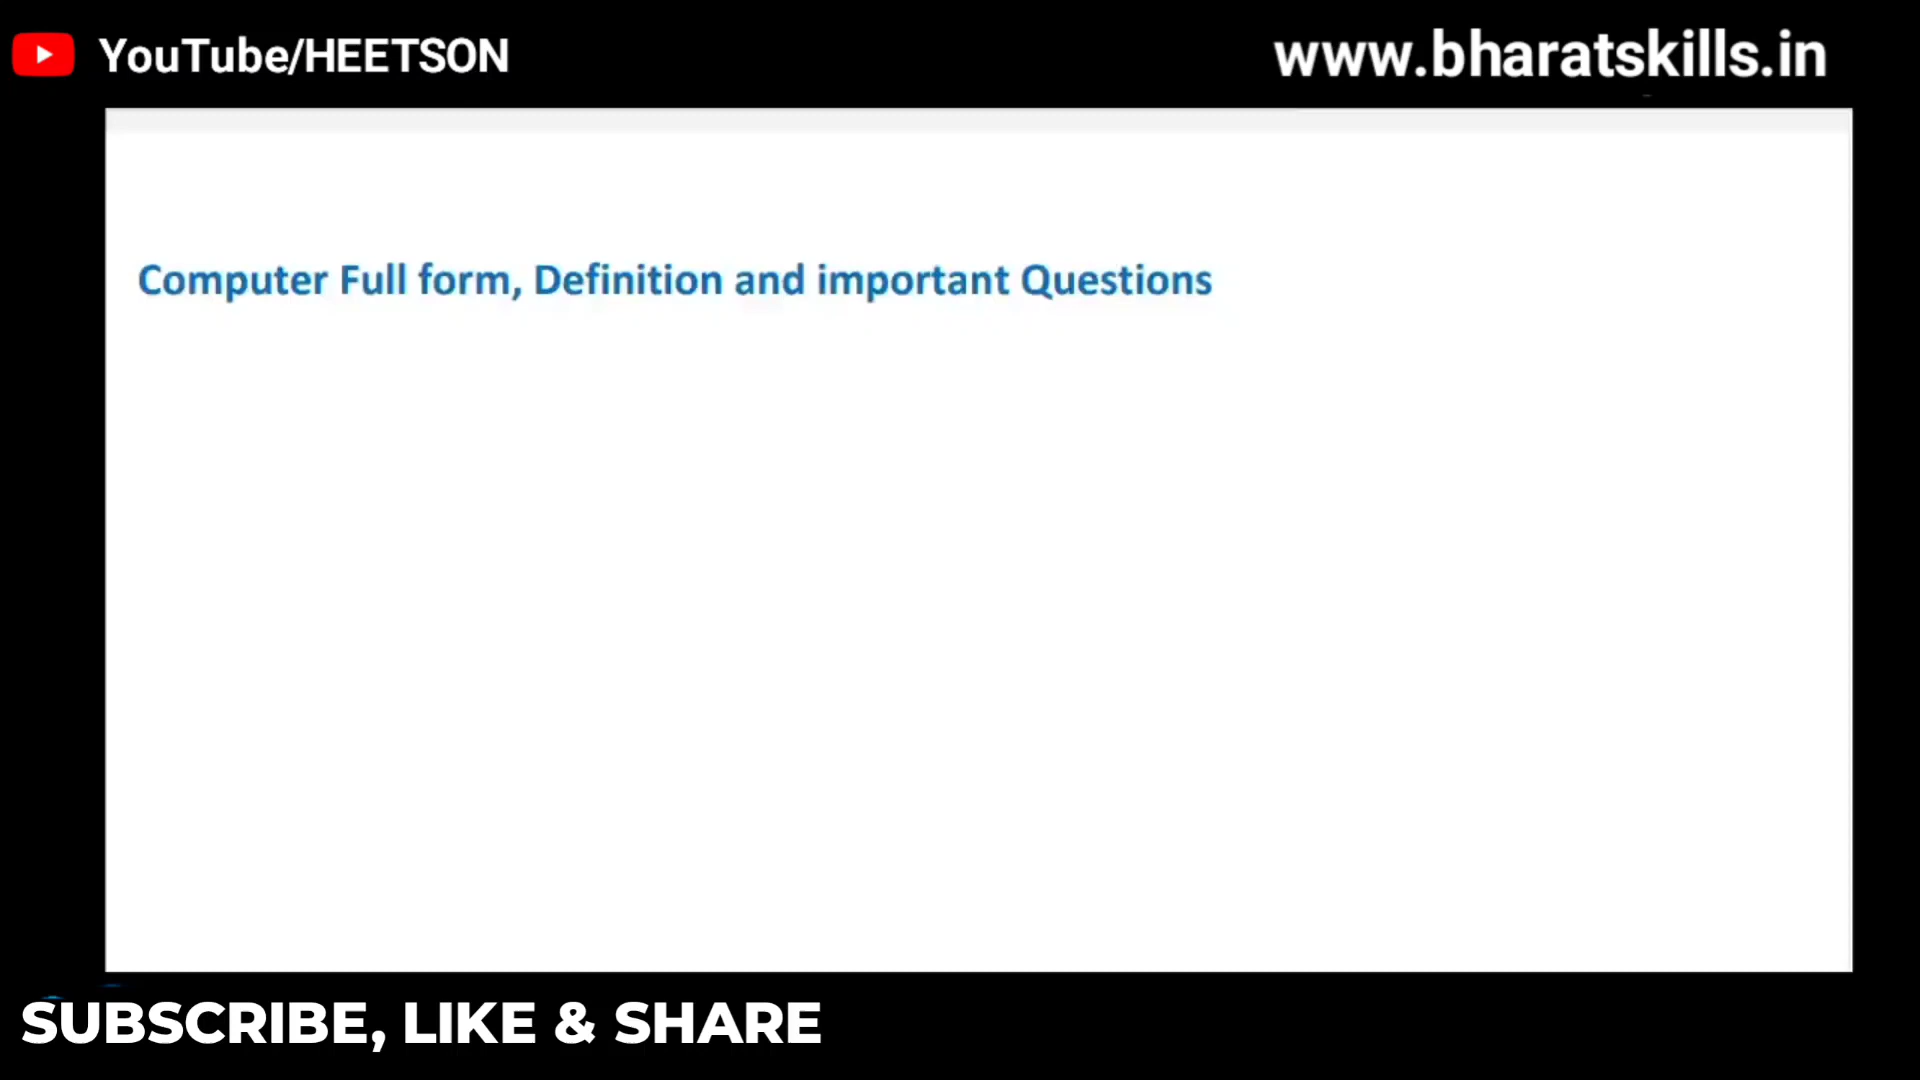 YouTube/HEETSON
www.bharatskills.in
Computer Full form, Definition and important Questions
SUBSCRIBE, LIKE & SHARE